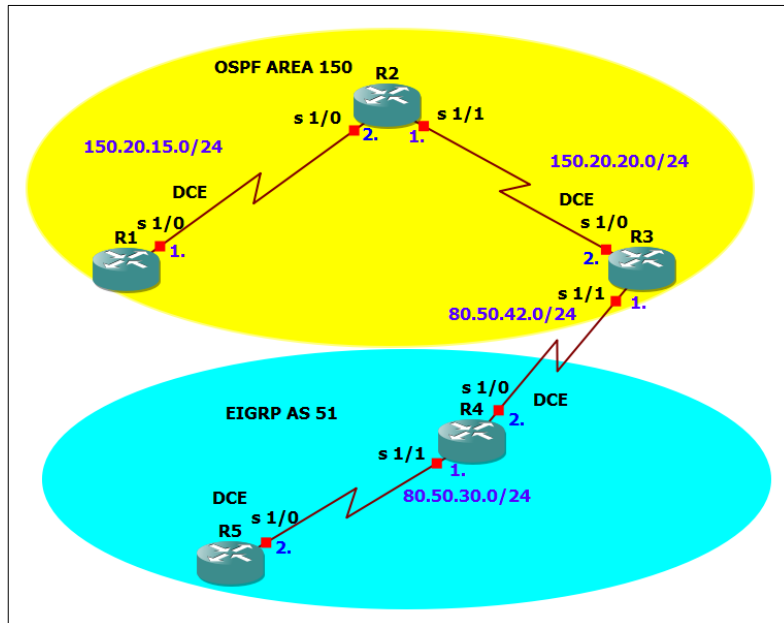 OSPF AREA 150
R2
s 1/0
s 1/1
2.
1.
150.20.15.0/24
150.20.20.0/24
DCE
DCE
s 1/0
s 1/0
R1
R3
1.
2.
s 1/1
1.
80.50.42.0/24
s 1/0
DCE
R4
2.
EIGRP AS 51
s 1/1
1.
80.50.30.0/24
DCE
s 1/0
R5
2.